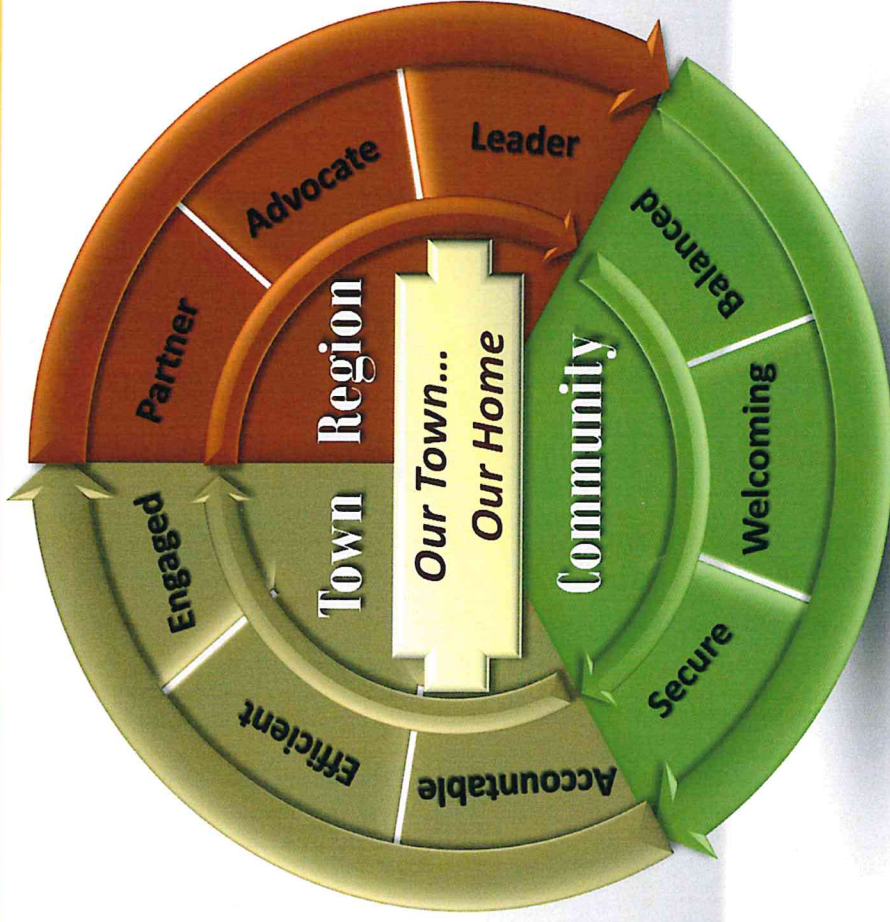 Partner
Advocate
Leader
Balanced
Welcoming
Secure
Accountable
Efficient
Engaged
Region
Town
Community
Our Town...
Our Home